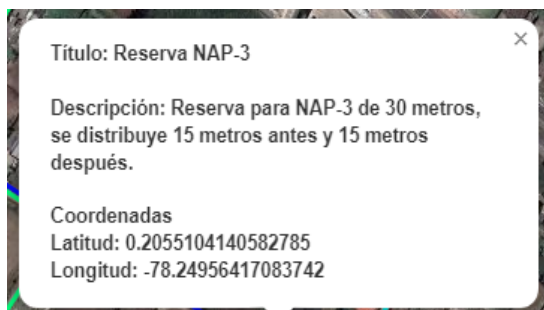 Título: Reserva NAP-3
Descripción: Reserva para NAP-3 de 30 metros,
se distribuye 15 metros antes y 15 metros
después.
Coordenadas
Latitud: 0.2055104140582785
Longitud: -78.24956417083742